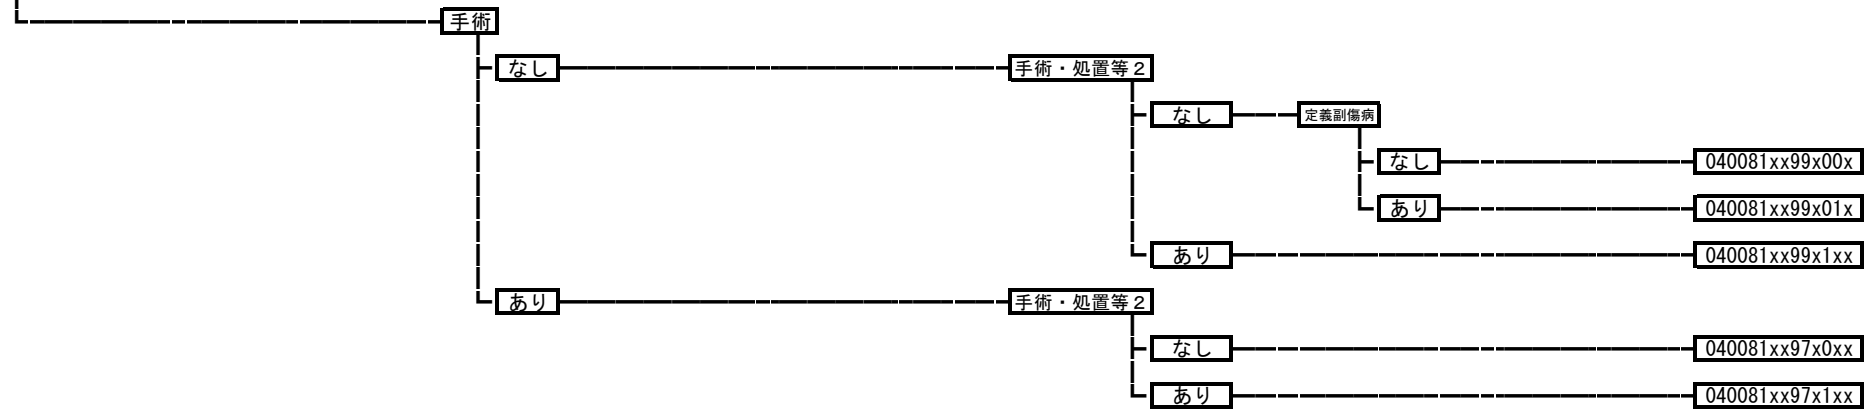 手術
なし 手術・処置等２
なし 定義副傷病
なし 040081xx99x00x
あり 040081xx99x01x
あり 040081xx99x1xx
あり 手術・処置等２
なし 040081xx97x0xx
あり 040081xx97x1xx